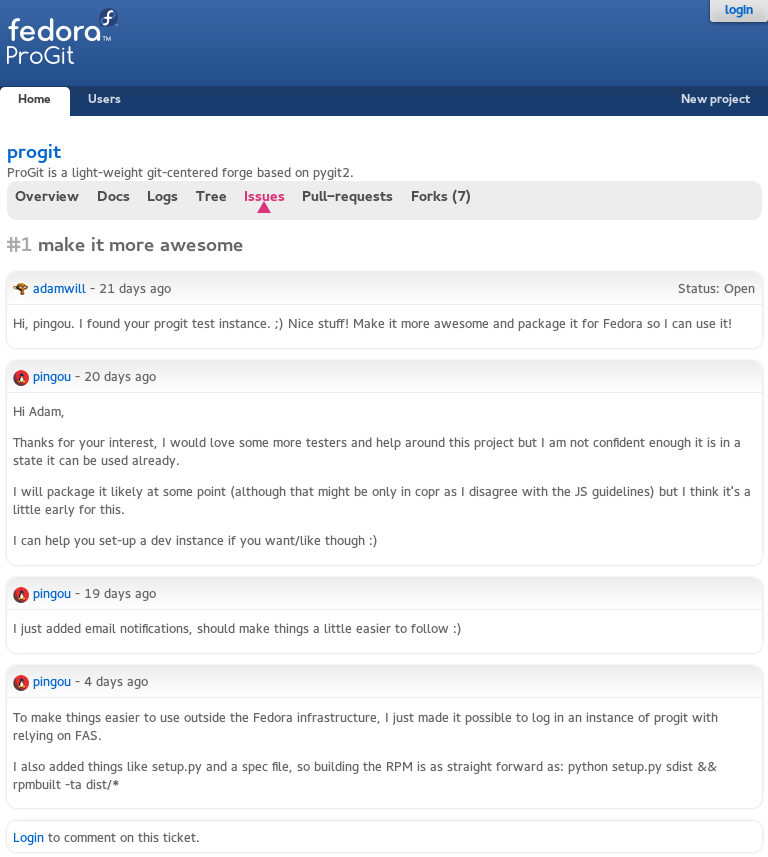 login
fedora™
ProGit
Home Users New project
progit
ProGit is a light-weight git-centered forge based on pygit2.
Overview Docs Logs Tree Issues Pull-requests Forks (7)
#1 make it more awesome
adamwill - 21 days ago Status: Open
Hi, pingou. I found your progit test instance. ;) Nice stuff! Make it more awesome and package it for Fedora so I can use it!
pingou - 20 days ago
Hi Adam,
Thanks for your interest, I would love some more testers and help around this project but I am not confident enough it is in a
state it can be used already.
I will package it likely at some point (although that might be only in copr as I disagree with the JS guidelines) but I think it's a
little early for this.
I can help you set-up a dev instance if you want/like though :)
pingou - 19 days ago
I just added email notifications, should make things a little easier to follow :)
pingou - 4 days ago
To make things easier to use outside the Fedora infrastructure, I just made it possible to log in an instance of progit with
relying on FAS.
I also added things like setup.py and a spec file, so building the RPM is as straight forward as: python setup.py sdist &&
rpmbuild -ta dist/*
Login to comment on this ticket.